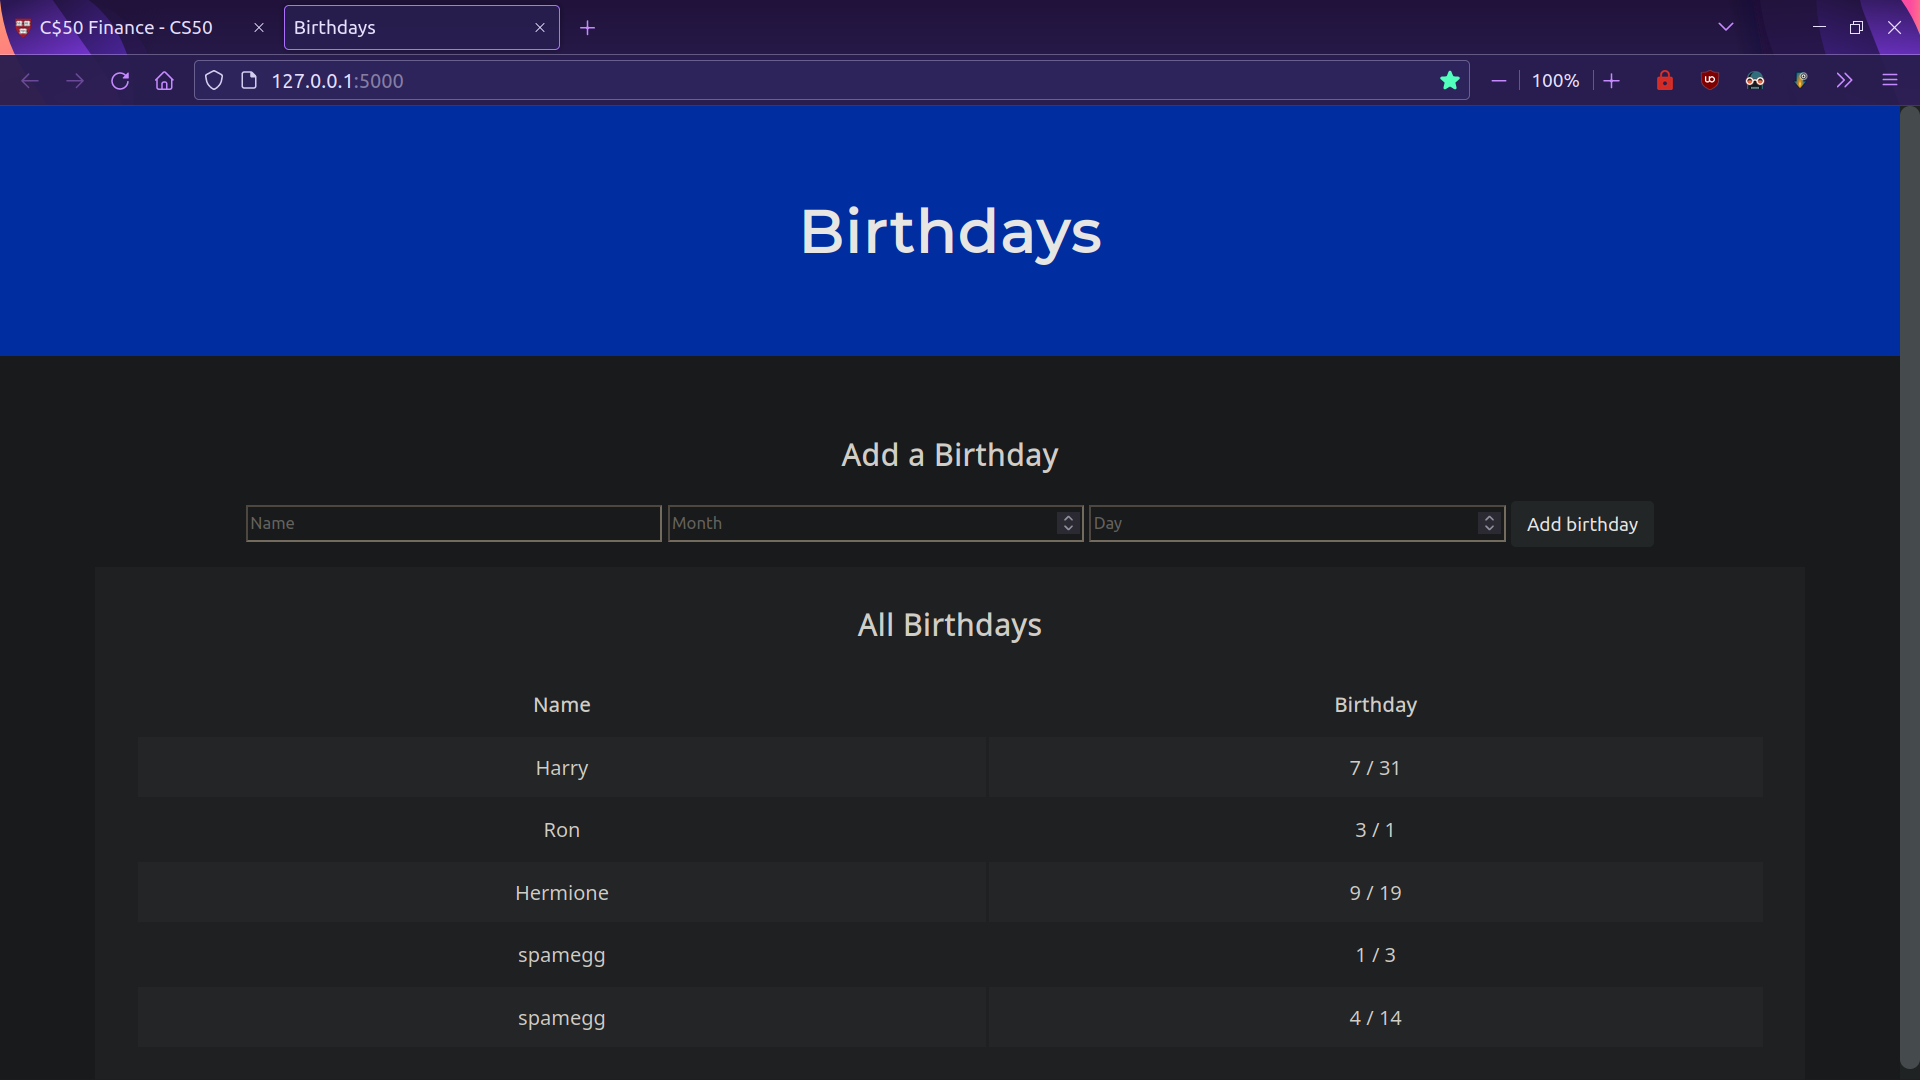 C$50 Finance - CS50
Birthdays
127.0.0.1:5000
100%
Birthdays
Add a Birthday
Name Month Day Add birthday
All Birthdays
Name Birthday
Harry 7 / 31
Ron 3 / 1
Hermione 9 / 19
spamegg 1 / 3
spamegg 4 / 14